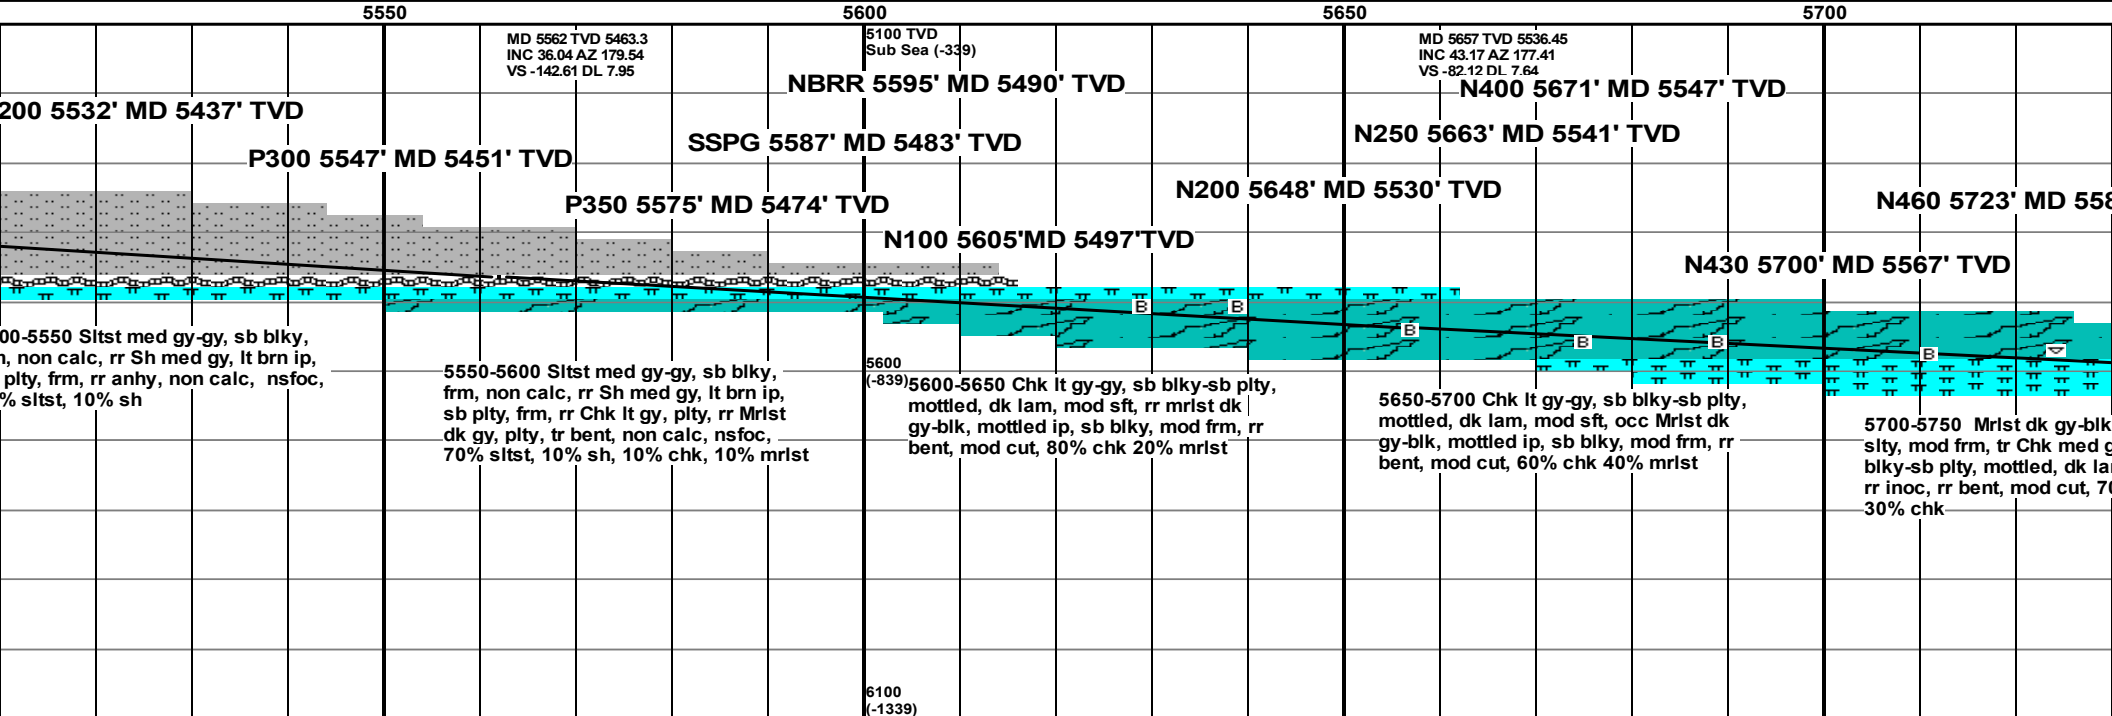 5550
5600
5650
5700
MD 5562 TVD 5463.3
INC 36.04 AZ 179.54
VS -142.61 DL 7.95
5100 TVD
Sub Sea (-339)
MD 5657 TVD 5536.45
INC 43.17 AZ 177.41
VS -82.12 DL 7.64
200 5532' MD 5437' TVD
P300 5547' MD 5451' TVD
P350 5575' MD 5474' TVD
SSPG 5587' MD 5483' TVD
NBRR 5595' MD 5490' TVD
N100 5605'MD 5497'TVD
N200 5648' MD 5530' TVD
N250 5663' MD 5541' TVD
N400 5671' MD 5547' TVD
N430 5700' MD 5567' TVD
N460 5723' MD 558
B
B
B
B
B
B
00-5550 Sltst med gy-gy, sb blky,
, non calc, rr Sh med gy, lt brn ip,
plty, frm, rr anhy, non calc, nsfoc,
% sltst, 10% sh
5550-5600 Sltst med gy-gy, sb blky,
frm, non calc, rr Sh med gy, lt brn ip,
sb plty, frm, rr Chk lt gy, plty, rr Mrlst
dk gy, plty, tr bent, non calc, nsfoc,
70% sltst, 10% sh, 10% chk, 10% mrlst
5600
(-839)
5600-5650 Chk lt gy-gy, sb blky-sb plty,
mottled, dk lam, mod sft, rr mrlst dk
gy-blk, mottled ip, sb blky, mod frm, rr
bent, mod cut, 80% chk 20% mrlst
5650-5700 Chk lt gy-gy, sb blky-sb plty,
mottled, dk lam, mod sft, occ Mrlst dk
gy-blk, mottled ip, sb blky, mod frm, rr
bent, mod cut, 60% chk 40% mrlst
5700-5750 Mrlst dk gy-blk
slty, mod frm, tr Chk med g
blky-sb plty, mottled, dk la
rr inoc, rr bent, mod cut, 70
30% chk
6100
(-1339)